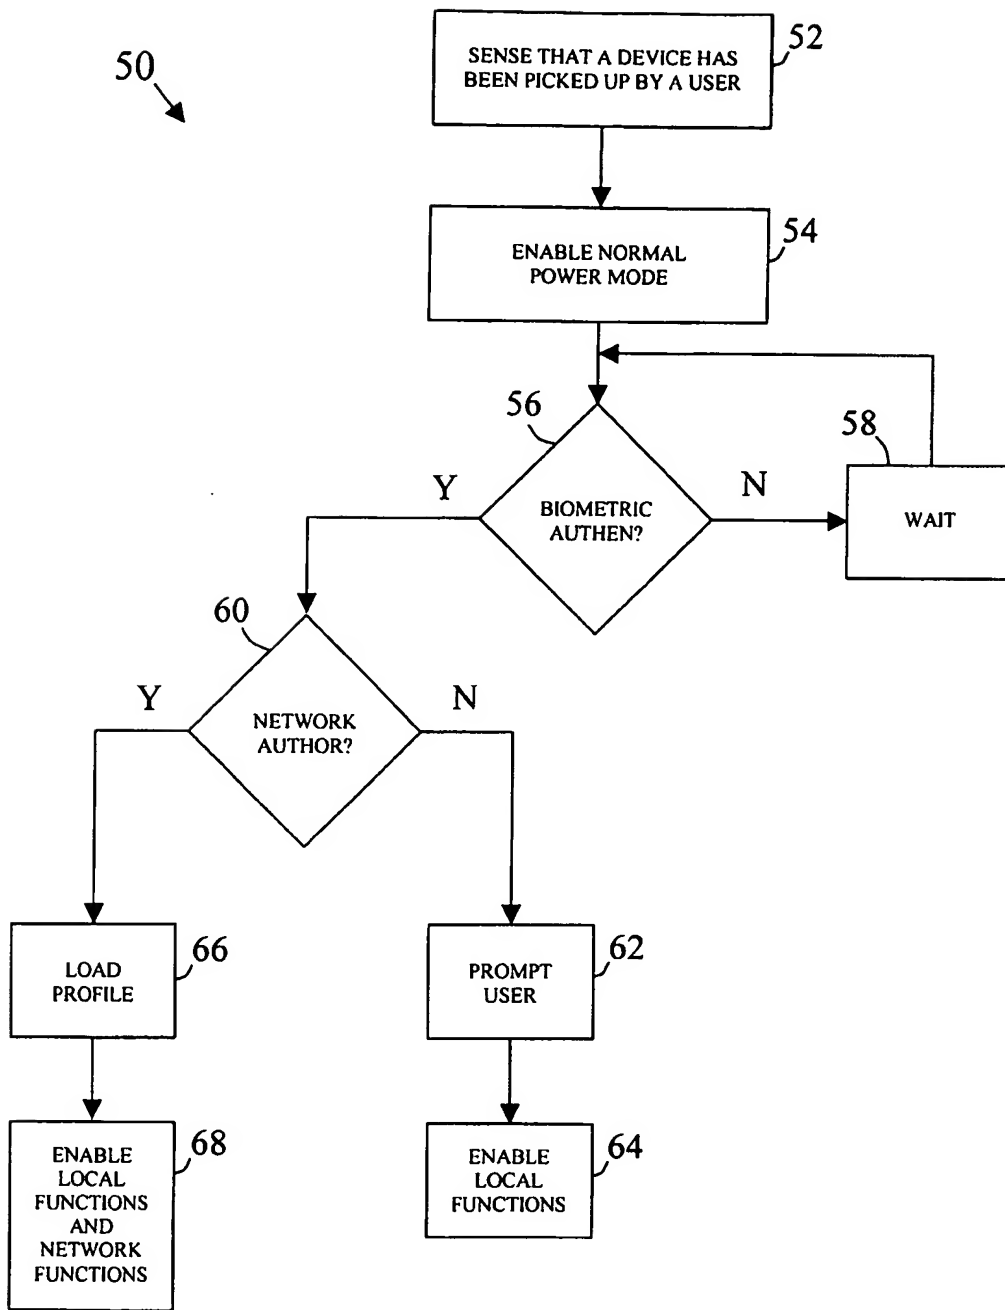 50
52
SENSE THAT A DEVICE HAS
BEEN PICKED UP BY A USER
54
ENABLE NORMAL
POWER MODE
56
58
Y
N
BIOMETRIC
AUTHEN?
WAIT
60
Y
N
NETWORK
AUTHOR?
66
62
LOAD
PROFILE
PROMPT
USER
68
64
ENABLE
LOCAL
FUNCTIONS
AND
NETWORK
FUNCTIONS
ENABLE
LOCAL
FUNCTIONS